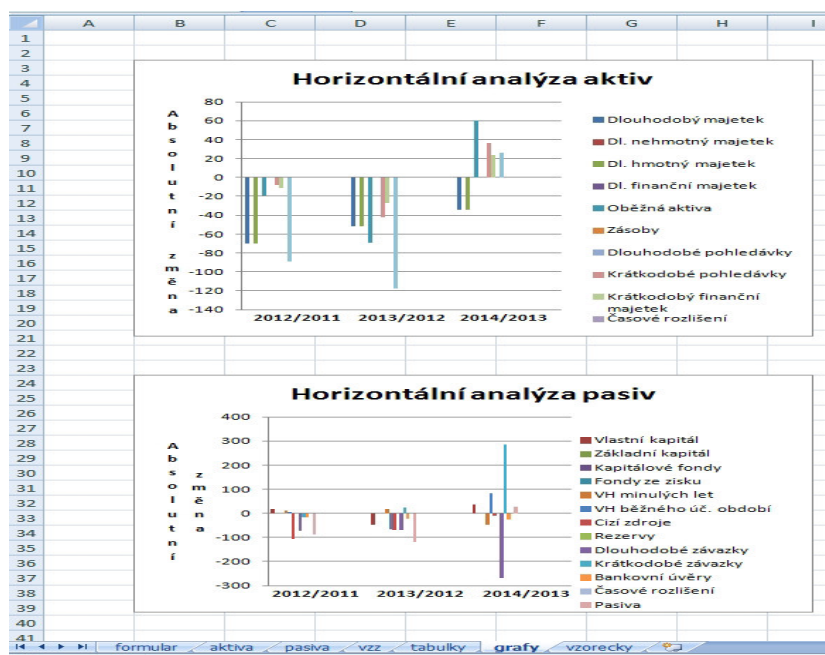 A B C D E F G H I
1
2
3
4
5
6
7
8
9
10
11
12
13
14
15
16
17
18
19
20
21
22
23
24
25
26
27
28
29
30
31
32
33
34
35
36
37
38
39
40
41
Horizontální analýza aktiv
Absolutní změna
80
60
40
20
0
-20
-40
-60
-80
-100
-120
-140
2012/2011 2013/2012 2014/2013
Dlouhodobý majetek
Dl. nehmotný majetek
Dl. hmotný majetek
Dl. finanční majetek
Oběžná aktiva
Zásoby
Dlouhodobé pohledávky
Krátkodobé pohledávky
Krátkodobý finanční
majetek
Časové rozlišení
Horizontální analýza pasiv
Absolutní
změna
400
300
200
100
0
-100
-200
-300
2012/2011 2013/2012 2014/2013
Vlastní kapitál
Základní kapitál
Kapitálové fondy
Fondy ze zisku
VH minulých let
VH běžného úč. období
Cizí zdroje
Rezervy
Dlouhodobé závazky
Krátkodobé závazky
Bankovní úvěry
Časové rozlišení
Pasiva
formular aktiva pasiva vzz tabulky grafy vzorecky